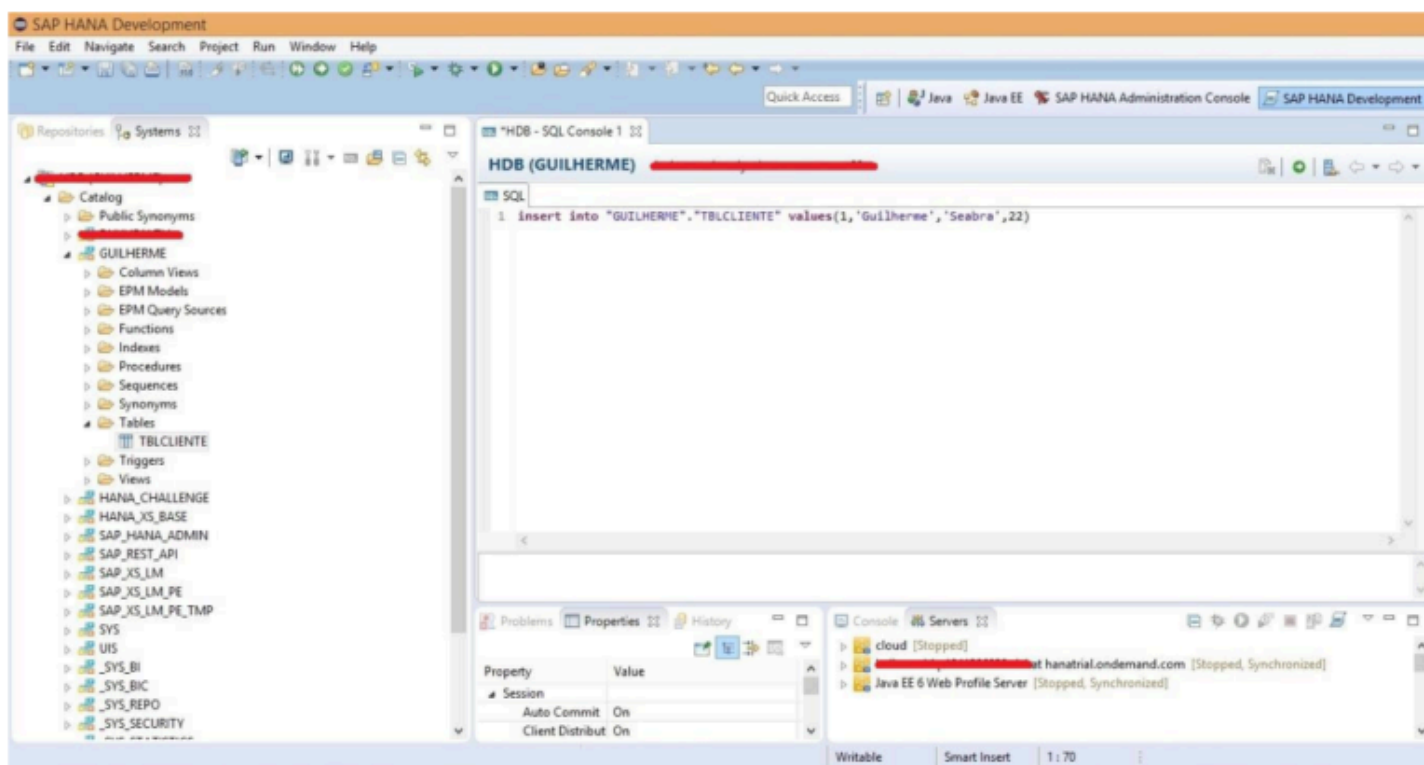 SAP HANA Development
File Edit Navigate Search Project Run Window Help
Quick Access Java Java EE SAP HANA Administration Console SAP HANA Development
Repositories Systems
Catalog
Public Synonyms
GUILHERME
Column Views
EPM Models
EPM Query Sources
Functions
Indexes
Procedures
Sequences
Synonyms
Tables
TBLCLIENTE
Triggers
Views
HANA_CHALLENGE
HANA_XS_BASE
SAP_HANA_ADMIN
SAP_REST_API
SAP_XS_LM
SAP_XS_LM_PE
SAP_XS_LM_PE_TMP
SYS
UIS
_SYS_BI
_SYS_BIC
_SYS_REPO
_SYS_SECURITY
*HDB - SQL Console 1
HDB (GUILHERME)
SQL
1 insert into "GUILHERME"."TBLCLIENTE" values(1,'Guilherme','Seabra',22)
Problems Properties History
Property Value
Session
Auto Commit On
Client Distribut On
Console Servers
cloud [Stopped]
at hanatrial.ondemand.com [Stopped, Synchronized]
Java EE 6 Web Profile Server [Stopped, Synchronized]
Writable Smart Insert 1 : 70